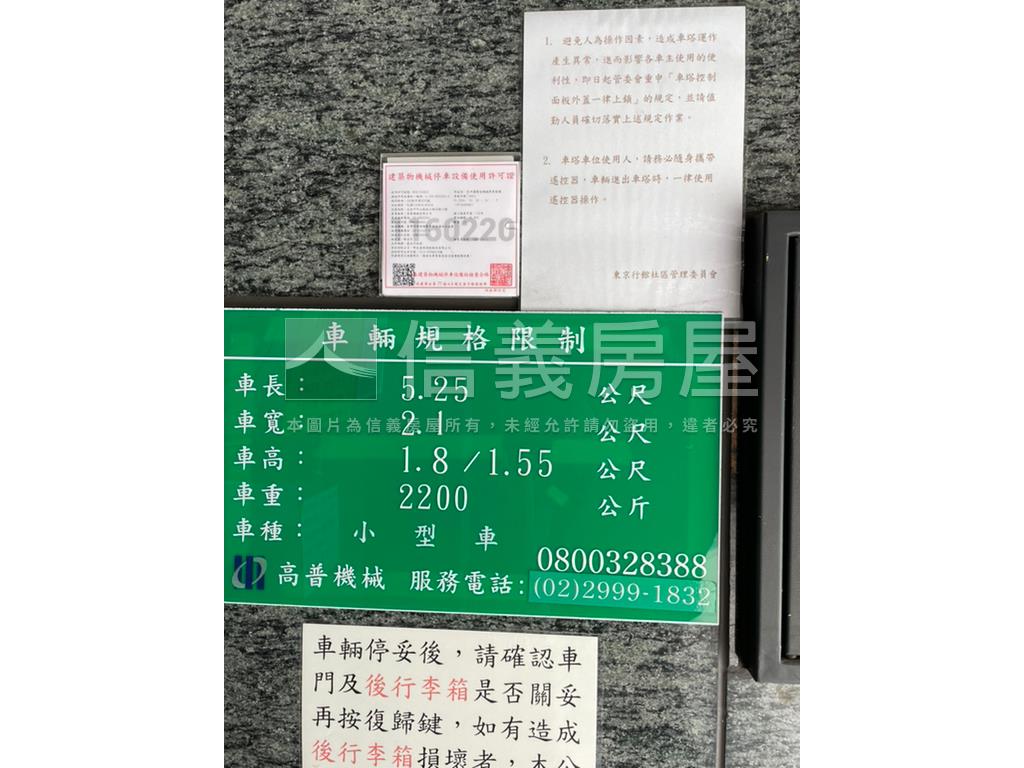 1. 避免人為操作因素，造成車塔運作
產生異常，進而影響各車主使用的便
利性，即日起管委會重申「車塔控制
面板外蓋一律上鎖」的規定，並請值
勤人員確切落實上述規定作業。
2. 車塔車位使用人，請務必隨身攜帶
遙控器，車輛進出車塔時，一律使用
遙控器操作。
東京行館社區管理委員會
建築物機械停車設備使用許可證
160220
車輛規格限制
信義房屋
車長： 5.25 公尺
車寬： 2.1 公尺
本圖片為信義房屋所有，未經允許請勿盜用，違者必究
車高： 1.8/1.55 公尺
車重： 2200 公斤
車種： 小型車
高普機械 服務電話：
0800328388
(02)2999-1832
車輛停妥後，請確認車
門及後行李箱是否關妥
再按復歸鍵，如有造成
後行李箱損壞者，本公